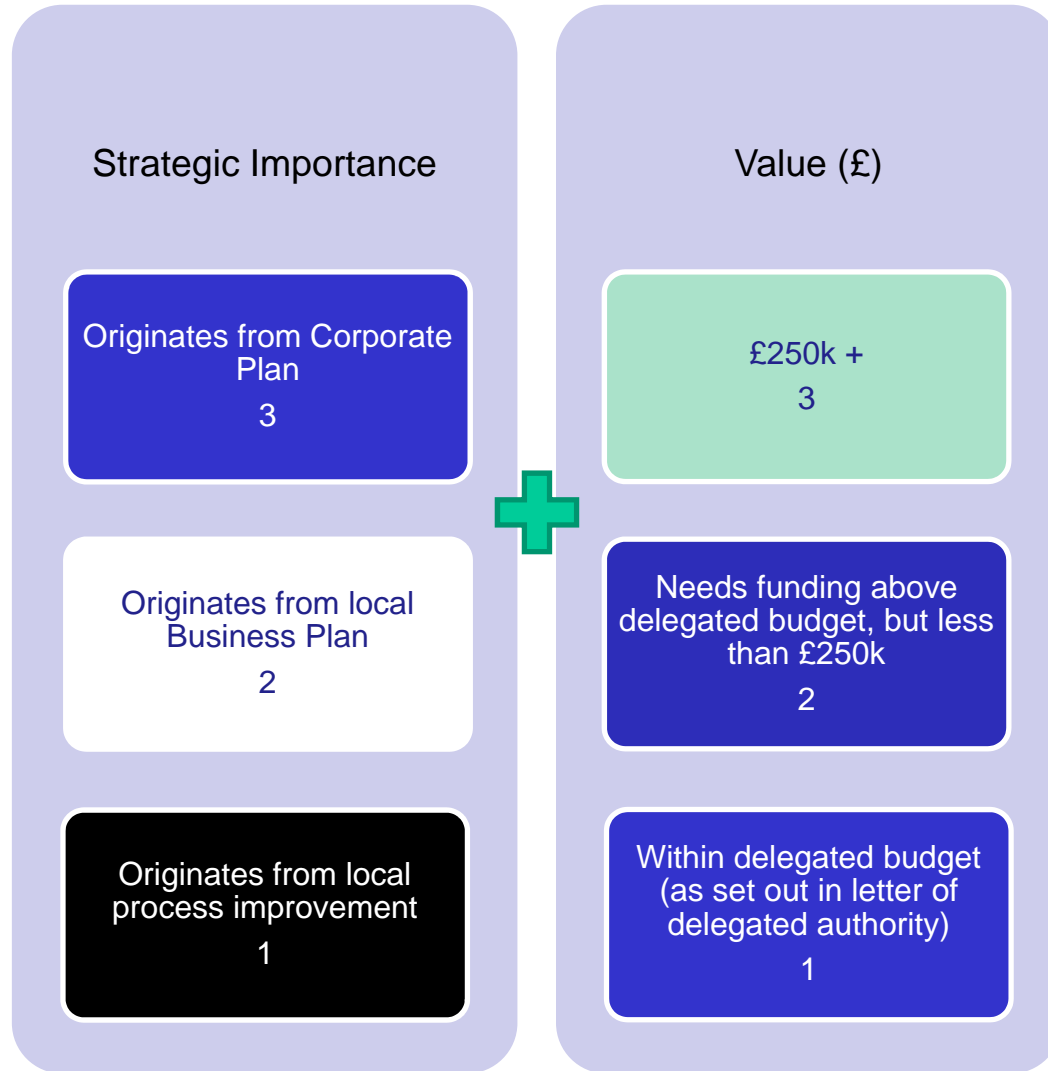 Strategic Importance
Originates from Corporate
Plan
3
Originates from local
Business Plan
2
Originates from local
process improvement
1
Value (£)
£250k +
3
Needs funding above
delegated budget, but less
than £250k
2
Within delegated budget
(as set out in letter of
delegated authority)
1